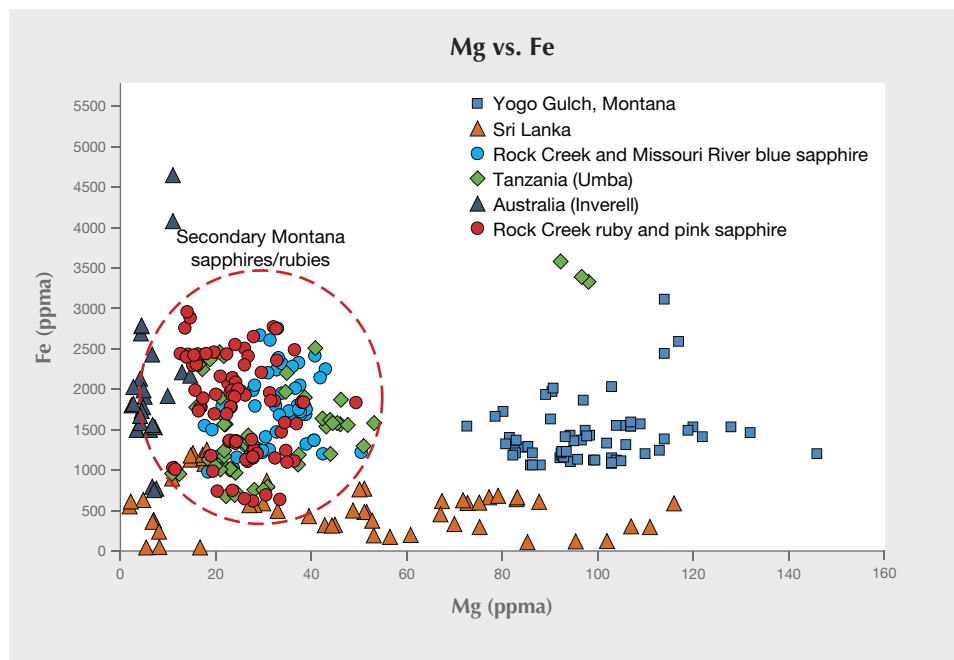 Mg vs. Fe
Fe (ppma)
5500
5000
4500
4000
3500
3000
2500
2000
1500
1000
500
0
Yogo Gulch, Montana
Sri Lanka
Rock Creek and Missouri River blue sapphire
Tanzania (Umba)
Australia (Inverell)
Rock Creek ruby and pink sapphire
Secondary Montana
sapphires/rubies
0 20 40 60 80 100 120 140 160
Mg (ppma)